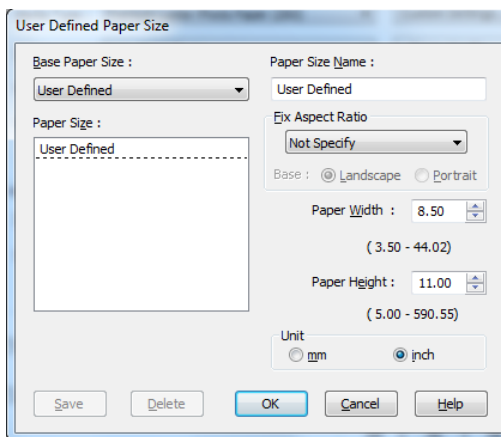 User Defined Paper Size
Base Paper Size :
User Defined
Paper Size :
User Defined
Paper Size Name :
User Defined
Fix Aspect Ratio
Not Specify
Base : Landscape Portrait
Paper Width : 8.50
( 3.50 - 44.02)
Paper Height : 11.00
( 5.00 - 590.55)
Unit
mm inch
Save Delete OK Cancel Help